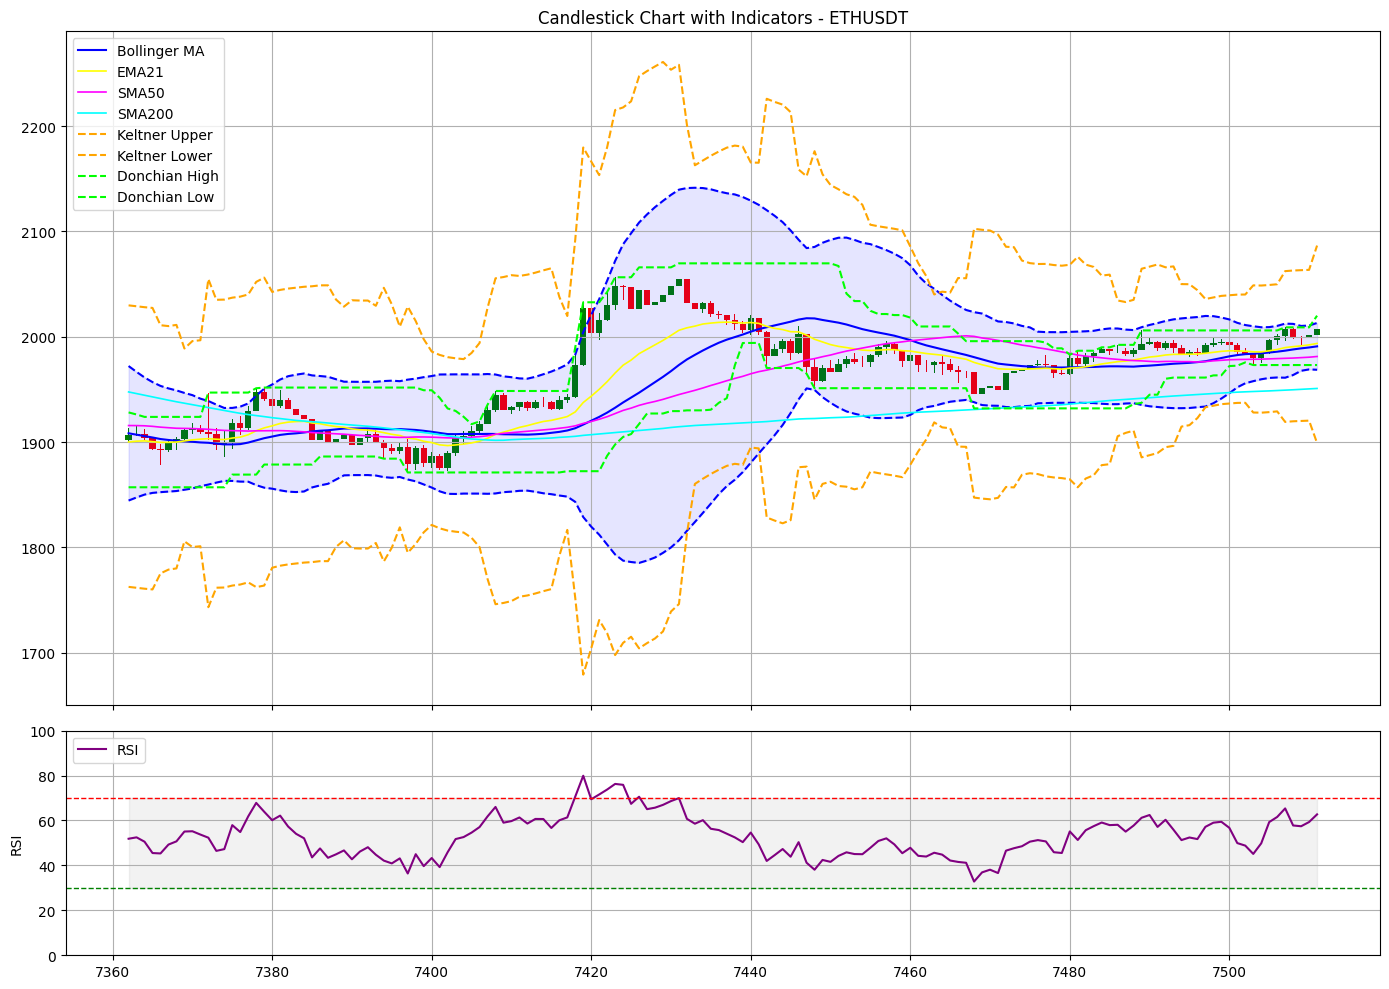 Candlestick Chart with Indicators - ETHUSDT
Bollinger MA
EMA21
SMA50
SMA200
Keltner Upper
Keltner Lower
Donchian High
Donchian Low
2200
2100
2000
1900
1800
1700
RSI
100
80
60
40
20
0
RSI
7360 7380 7400 7420 7440 7460 7480 7500